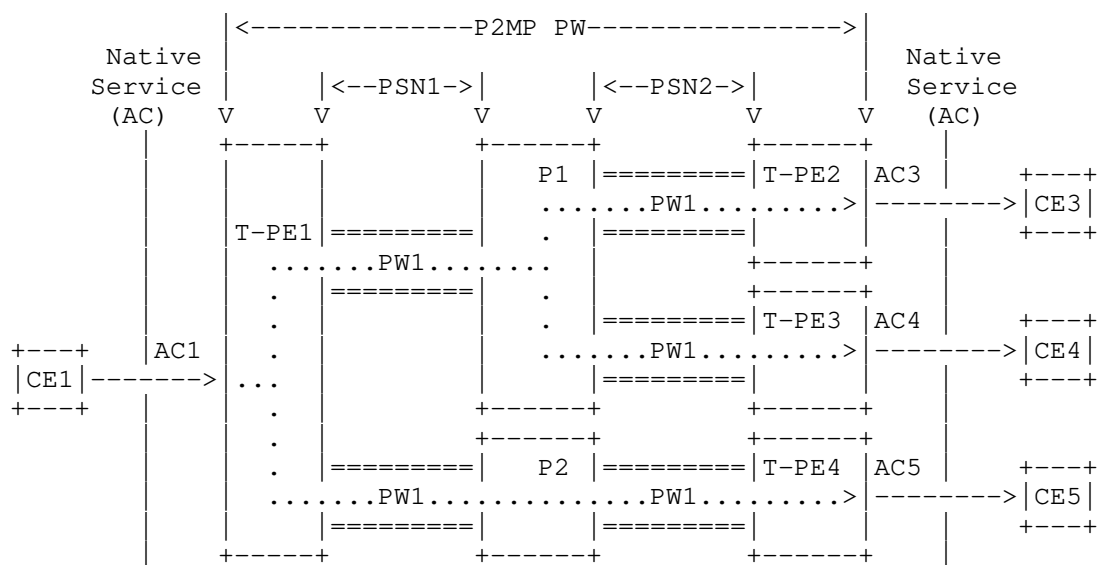 |<--------------P2MP PW---------------->|
Native | | Native
Service | |<--PSN1->| |<--PSN2->| | Service
(AC) V V V V V V (AC)
| +-----+ +------+ +------+ |
| | | | P1 |=========|T-PE2 |AC3 | +---+
| | | | .......PW1.........>|-------->|CE3|
| |T-PE1|=========| . |=========| | | +---+
| | .......PW1........ | +------+ |
| | . |=========| . | +------+ |
| | . | | . |=========|T-PE3 |AC4 | +---+
+---+ AC1 | . | | .......PW1.........>|-------->|CE4|
|CE1|------->|... | | |=========| | | +---+
+---+ | . | +------+ +------+ |
| | . | +------+ +------+ |
| | . |=========| P2 |=========|T-PE4 |AC5 | +---+
| | .......PW1..............PW1.........>|-------->|CE5|
| | |=========| |=========| | | +---+
| +-----+ +------+ +------+ |